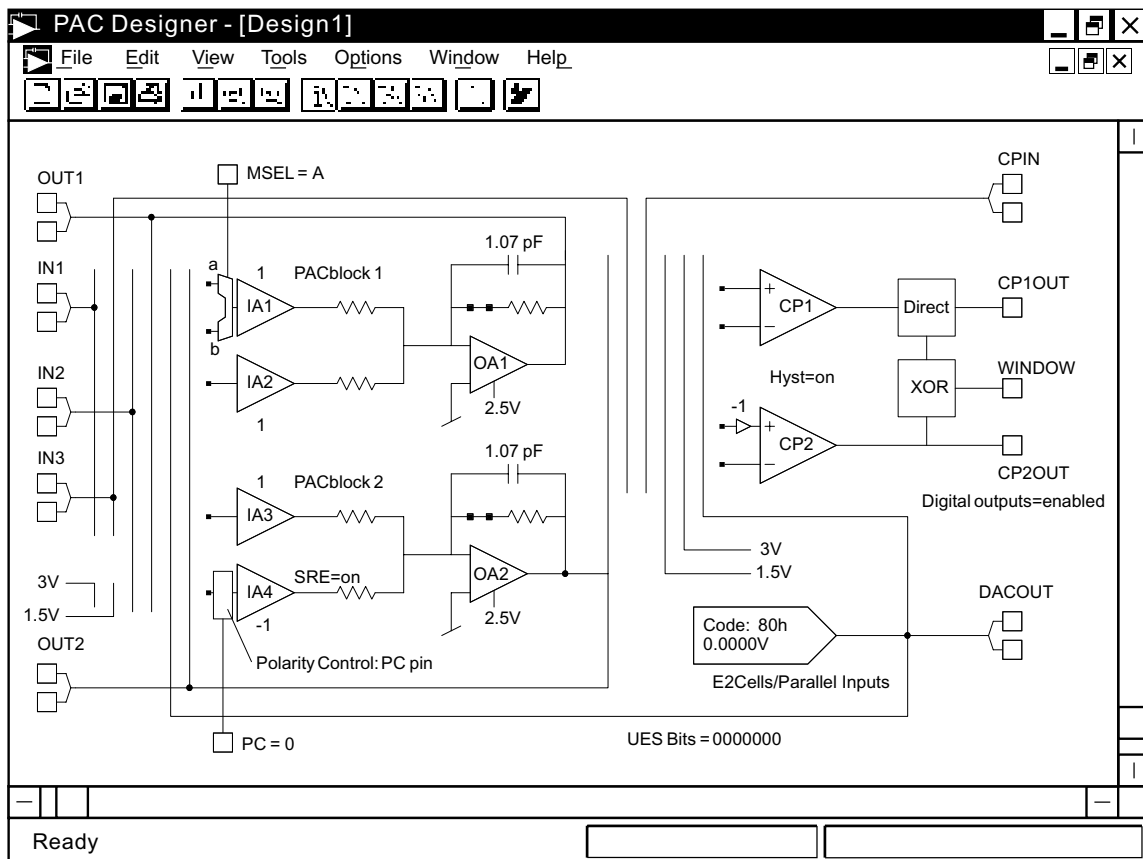 PAC Designer - [Design1]
File Edit View Tools Options Window Help
OUT1
MSEL = A
CPIN
1.07 pF
IN1
a
1
PACblock 1
IA1
b
+
−
CP1
Direct
CP1OUT
IN2
IA2
1
OA1
2.5V
Hyst=on
XOR
WINDOW
-1
+
−
CP2
CP2OUT
Digital outputs=enabled
IN3
1.07 pF
1
PACblock 2
IA3
3V
1.5V
3V
1.5V
SRE=on
IA4
-1
OA2
2.5V
DACOUT
Code: 80h
0.0000V
OUT2
Polarity Control: PC pin
E2Cells/Parallel Inputs
PC = 0
UES Bits = 0000000
Ready